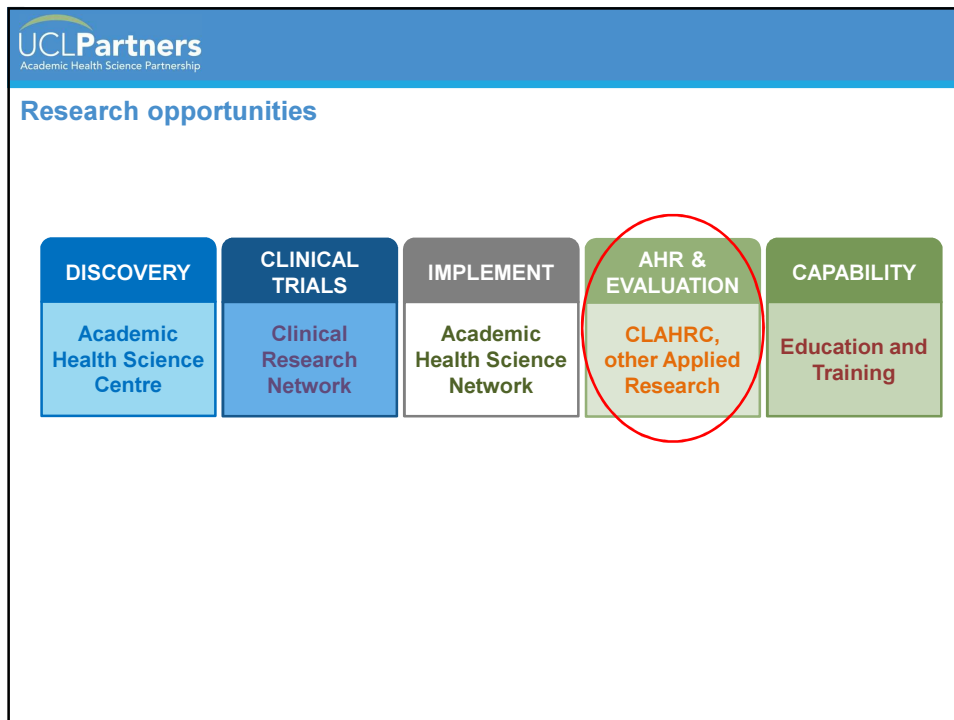 UCLPartners
Academic Health Science Partnership
Research opportunities
DISCOVERY
Academic
Health Science
Centre
CLINICAL
TRIALS
Clinical
Research
Network
IMPLEMENT
Academic
Health Science
Network
AHR &
EVALUATION
CLAHRC,
other Applied
Research
CAPABILITY
Education and
Training